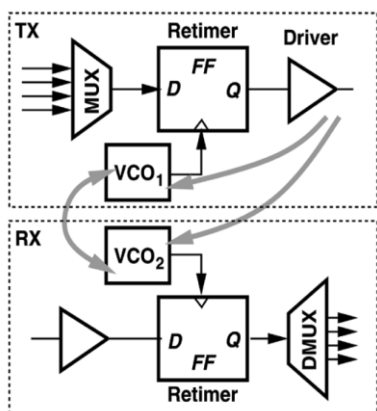 TX
Retimer
Driver
MUX
D
FF
Q
VCO1
RX
VCO2
D
FF
Q
DMUX
Retimer